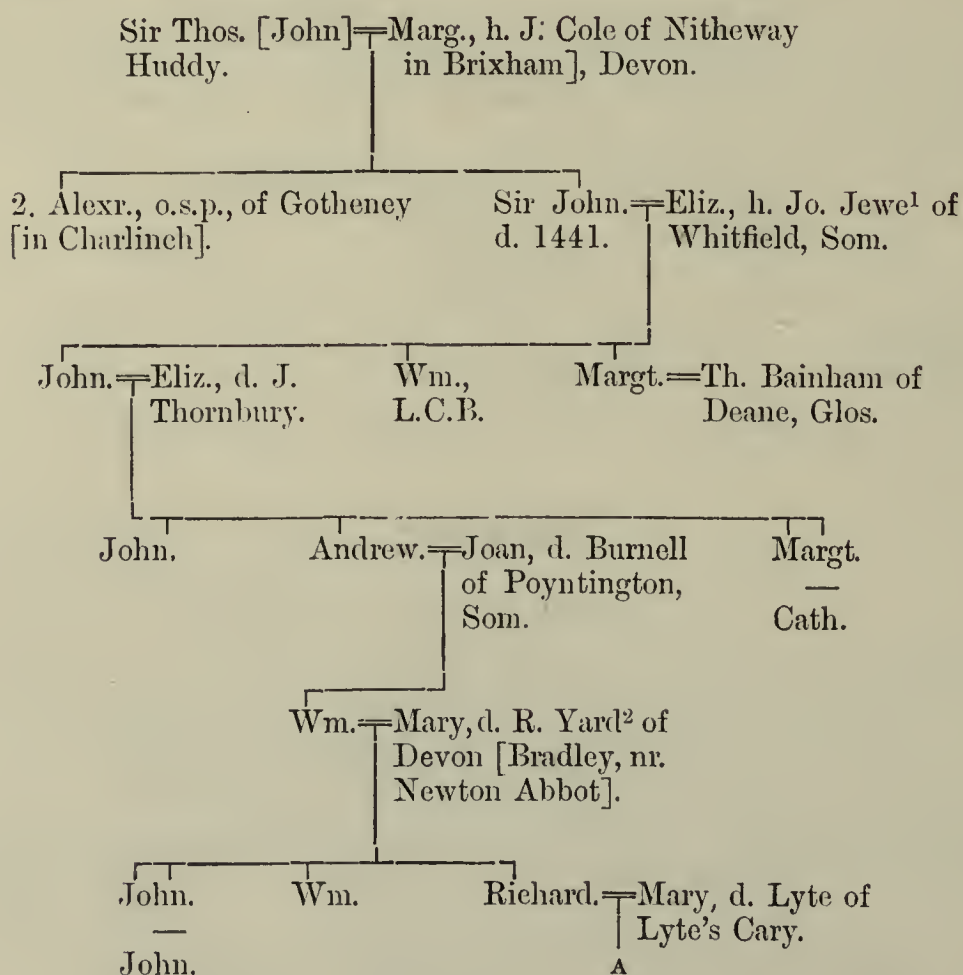 Sir Thos. [John]=Marg., h. J: Cole of Nitheway
Huddy. in Brixham], Devon.
2. Alexr., o.s.p., of Gotheney
[in Charlinch].
Sir John.=Eliz., h. Jo. Jewe¹ of
d. 1441. Whitfield, Som.
John.=Eliz., d. J.
Thornbury.
Wm.,
L.C.B.
Margt.=Th. Bainham of
Deane, Glos.
John.
Andrew.=Joan, d. Burnell
of Poyntington,
Som.
Margt.
—
Cath.
Wm.=Mary, d. R. Yard² of
Devon [Bradley, nr.
Newton Abbot].
John.
—
John.
Wm.
Richard.=Mary, d. Lyte of
Lyte's Cary.
A